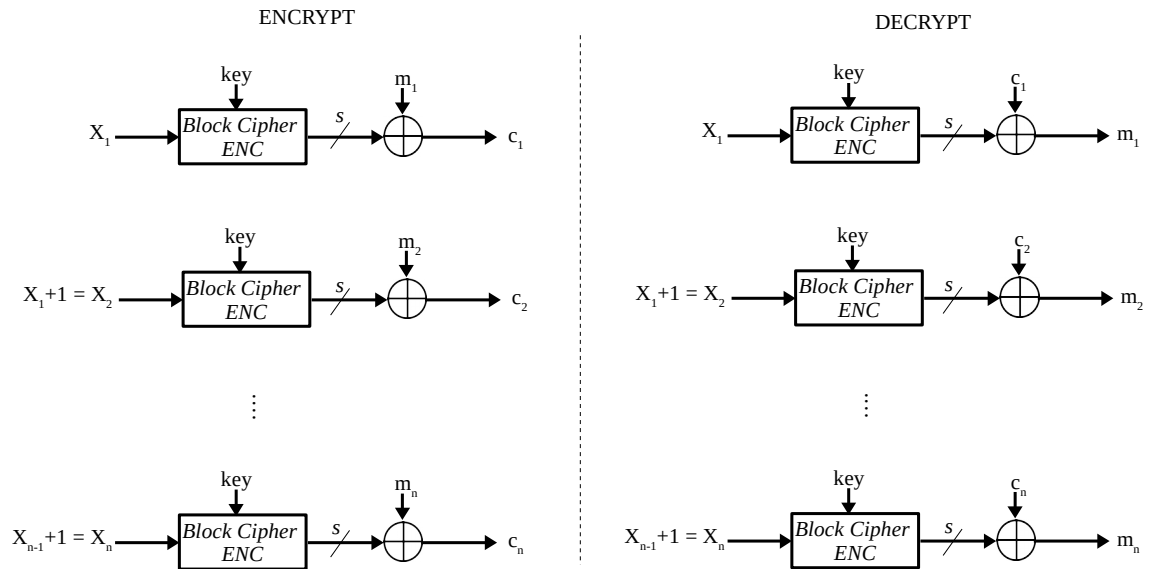 ENCRYPT
key
m₁
X₁
Block Cipher
ENC
s
c₁
key
m₂
X₁+1 = X₂
Block Cipher
ENC
s
c₂
⋮
key
mₙ
Xₙ₋₁+1 = Xₙ
Block Cipher
ENC
s
cₙ
DECRYPT
key
c₁
X₁
Block Cipher
ENC
s
m₁
key
c₂
X₁+1 = X₂
Block Cipher
ENC
s
m₂
⋮
key
cₙ
Xₙ₋₁+1 = Xₙ
Block Cipher
ENC
s
mₙ